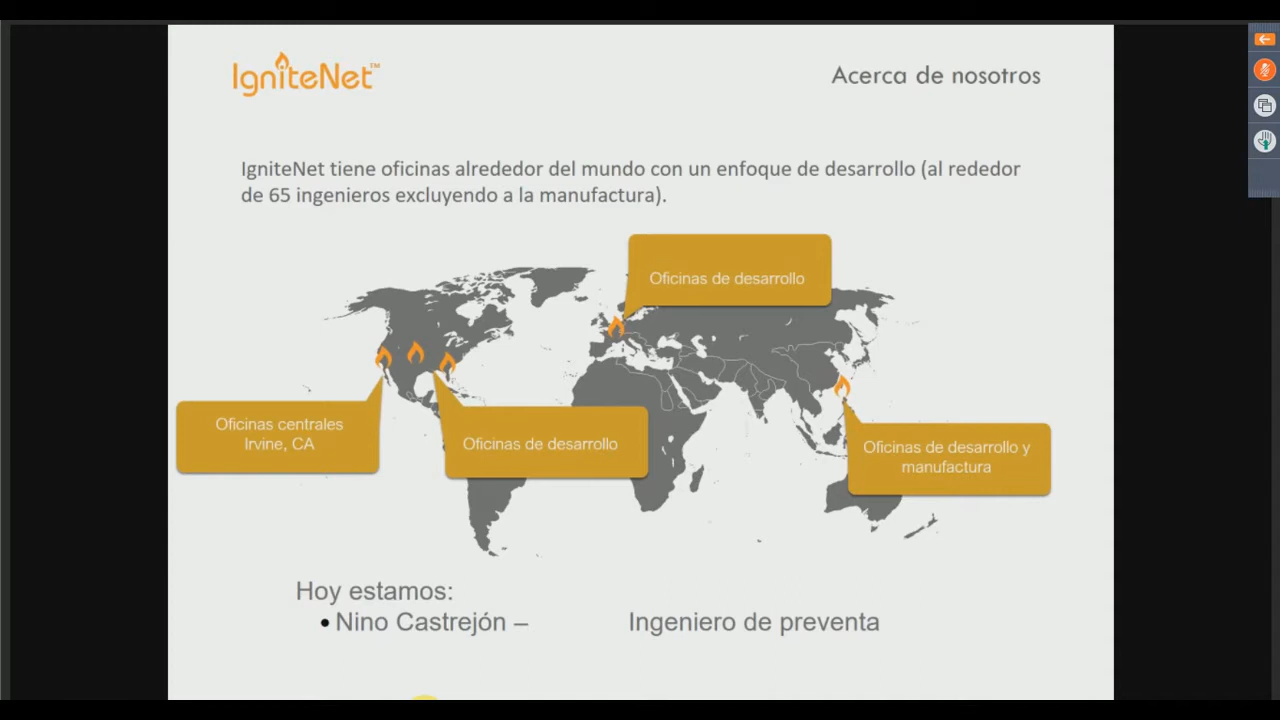 IgniteNet™
Acerca de nosotros
IgniteNet tiene oficinas alrededor del mundo con un enfoque de desarrollo (al rededor
de 65 ingenieros excluyendo a la manufactura).
Oficinas de desarrollo
Oficinas centrales
Irvine, CA
Oficinas de desarrollo
Oficinas de desarrollo y
manufactura
Hoy estamos:
• Nino Castrejón – Ingeniero de preventa